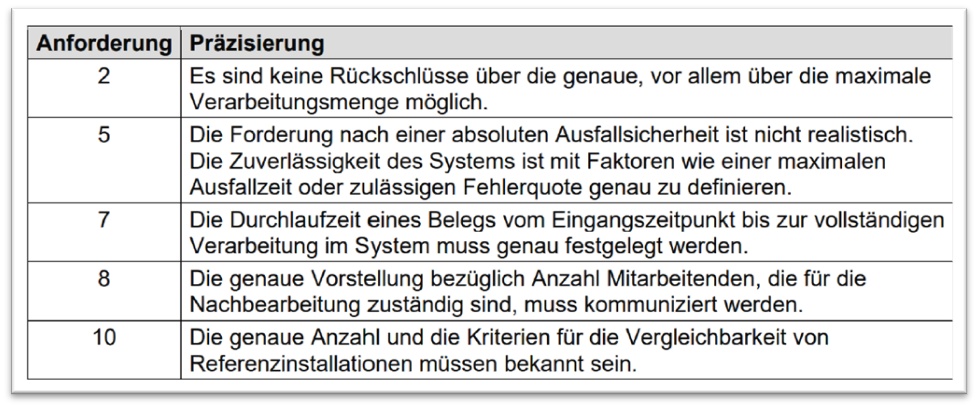 Anforderung Präzisierung
2 Es sind keine Rückschlüsse über die genaue, vor allem über die maximale
Verarbeitungsmenge möglich.
5 Die Forderung nach einer absoluten Ausfallsicherheit ist nicht realistisch.
Die Zuverlässigkeit des Systems ist mit Faktoren wie einer maximalen
Ausfallzeit oder zulässigen Fehlerquote genau zu definieren.
7 Die Durchlaufzeit eines Belegs vom Eingangszeitpunkt bis zur vollständigen
Verarbeitung im System muss genau festgelegt werden.
8 Die genaue Vorstellung bezüglich Anzahl Mitarbeitenden, die für die
Nachbearbeitung zuständig sind, muss kommuniziert werden.
10 Die genaue Anzahl und die Kriterien für die Vergleichbarkeit von
Referenzinstallationen müssen bekannt sein.